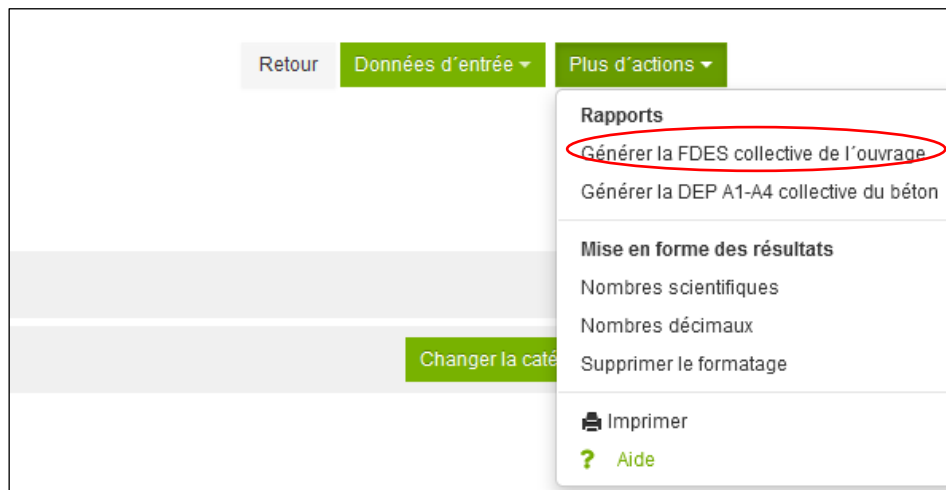 Retour
Données d´entrée
Plus d´actions
Rapports
Générer la FDES collective de l´ouvrage
Générer la DEP A1-A4 collective du béton
Mise en forme des résultats
Nombres scientifiques
Nombres décimaux
Supprimer le formatage
Changer la caté
Imprimer
? Aide